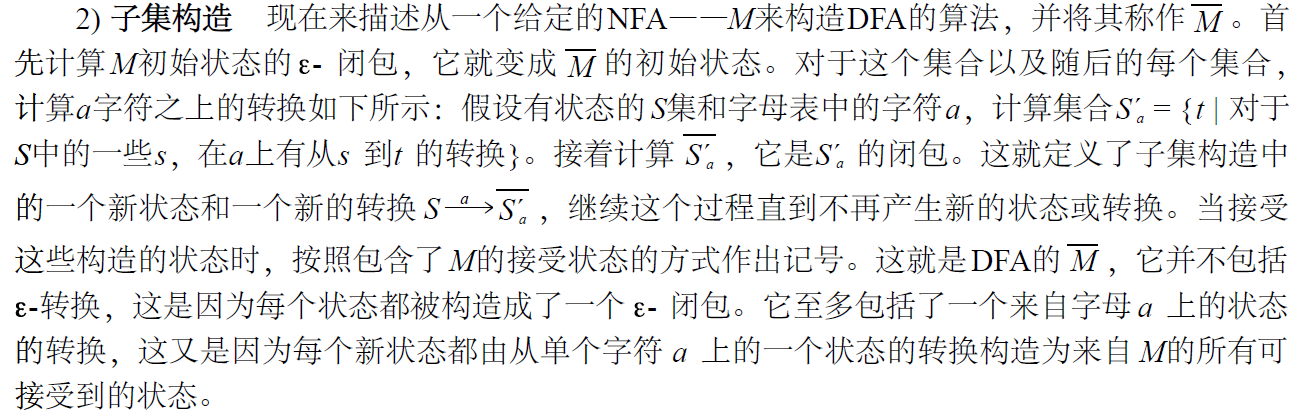 2) 子集构造 现在来描述从一个给定的NFA——M来构造DFA的算法，并将其称作 M̅ 。首
先计算M初始状态的 ε- 闭包，它就变成 M̅ 的初始状态。对于这个集合以及随后的每个集合，
计算a字符之上的转换如下所示：假设有状态的 S集和字母表中的字符a，计算集合S′ₐ = {t | 对于
S中的一些s，在a上有从s 到t 的转换}。接着计算 S̅′̅ₐ ，它是S′ₐ 的闭包。这就定义了子集构造中
的一个新状态和一个新的转换 S —a→ S̅′̅ₐ ，继续这个过程直到不再产生新的状态或转换。当接受
这些构造的状态时，按照包含了 M的接受状态的方式作出记号。这就是DFA的 M̅ ，它并不包括
ε-转换，这是因为每个状态都被构造成了一个 ε- 闭包。它至多包括了一个来自字母 a 上的状态
的转换，这又是因为每个新状态都由从单个字符 a 上的一个状态的转换构造为来自 M的所有可
接受到的状态。